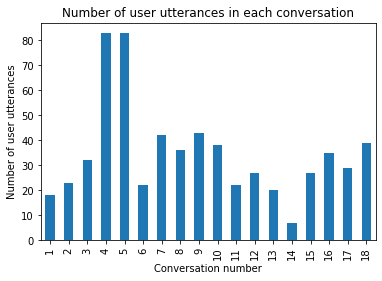 Number of user utterances in each conversation
Number of user utterances
80
70
60
50
40
30
20
10
0
1 2 3 4 5 6 7 8 9 10 11 12 13 14 15 16 17 18
Conversation number